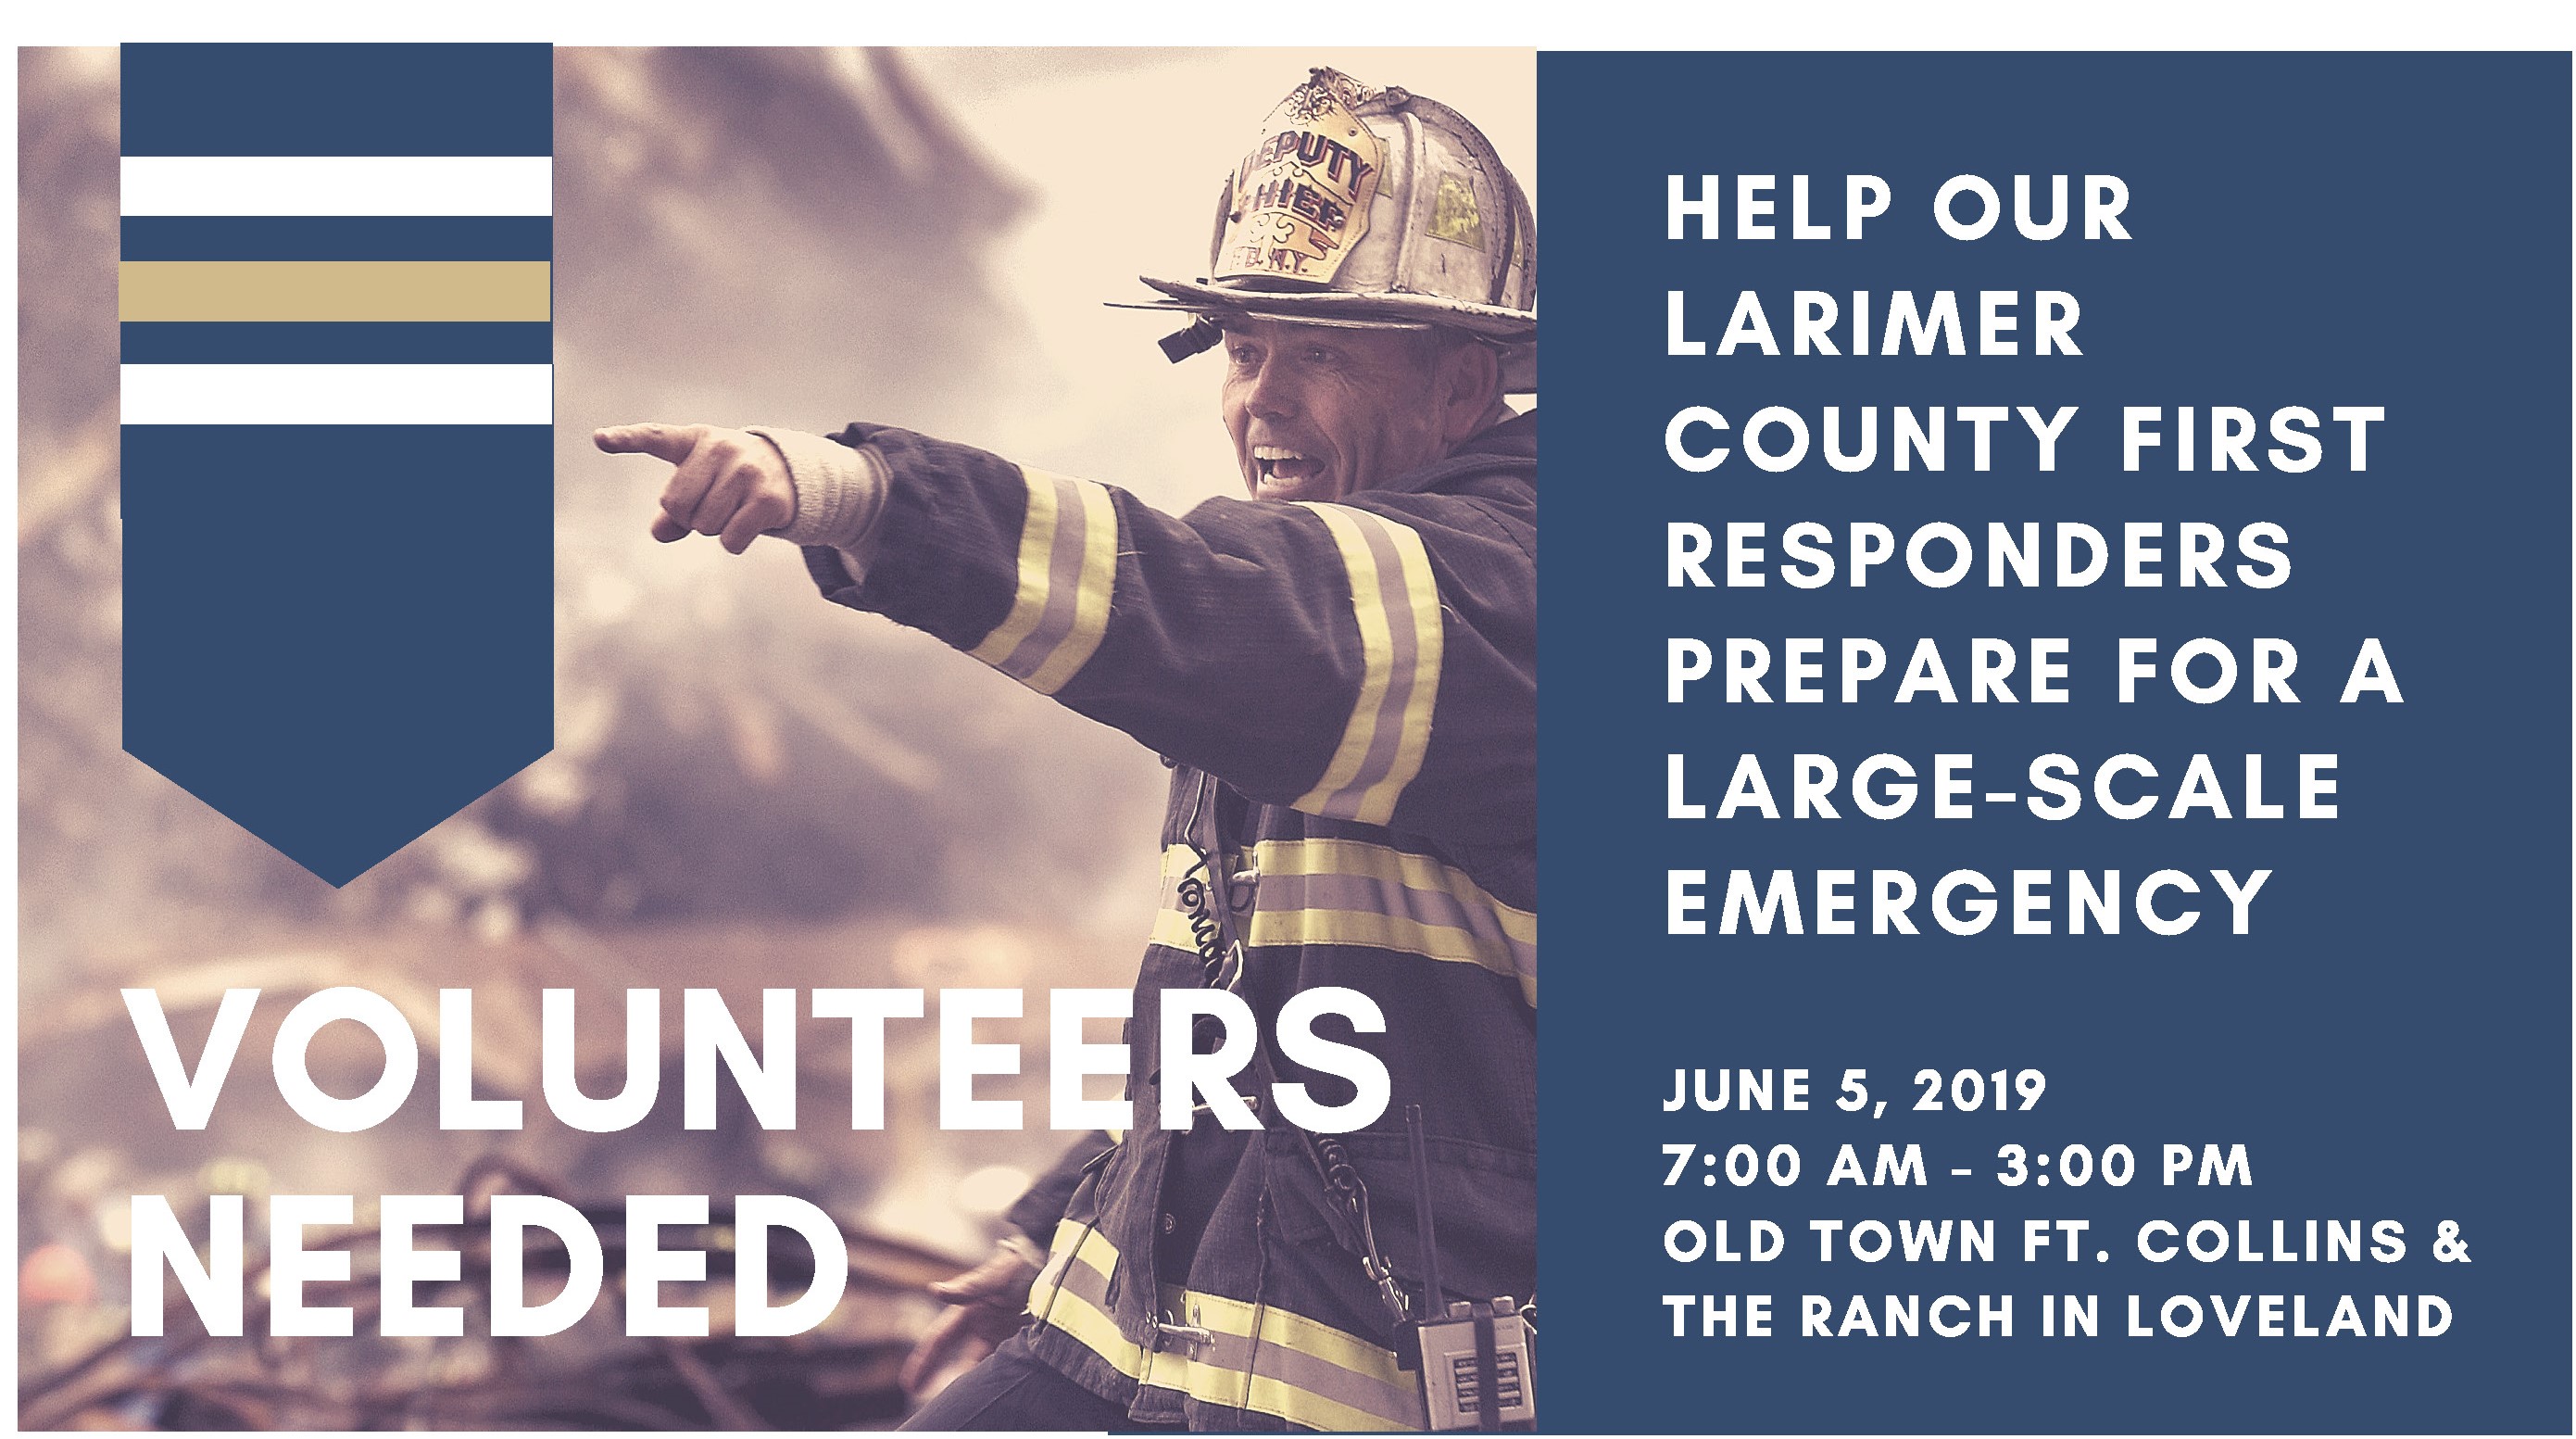 DEPUTY
CHIEF
F.D.N.Y.
VOLUNTEERS
NEEDED
HELP OUR
LARIMER
COUNTY FIRST
RESPONDERS
PREPARE FOR A
LARGE-SCALE
EMERGENCY
JUNE 5, 2019
7:00 AM - 3:00 PM
OLD TOWN FT. COLLINS &
THE RANCH IN LOVELAND